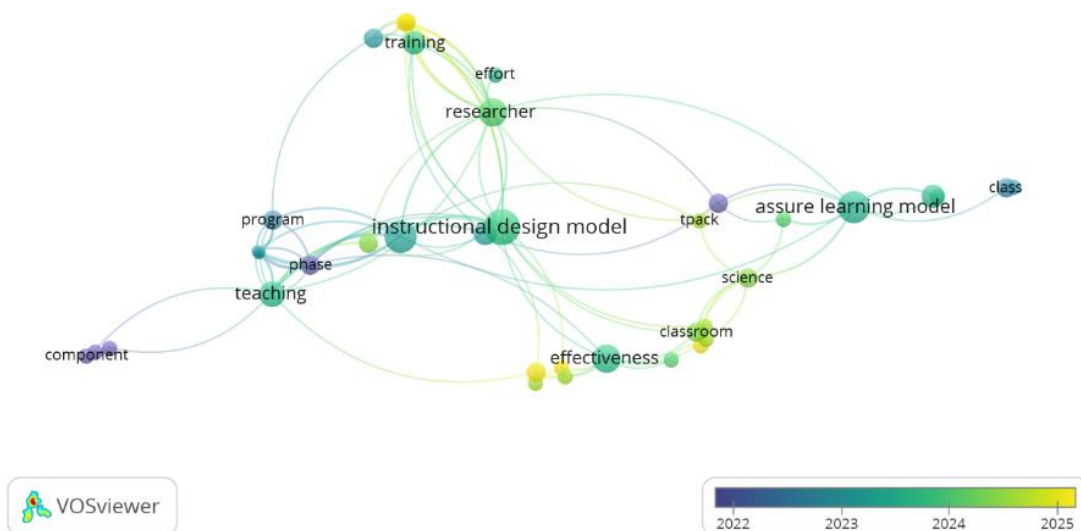 training
effort
researcher
program
instructional design model
phase
teaching
component
tpack
assure learning model
class
science
classroom
effectiveness
VOSviewer
2022
2023
2024
2025